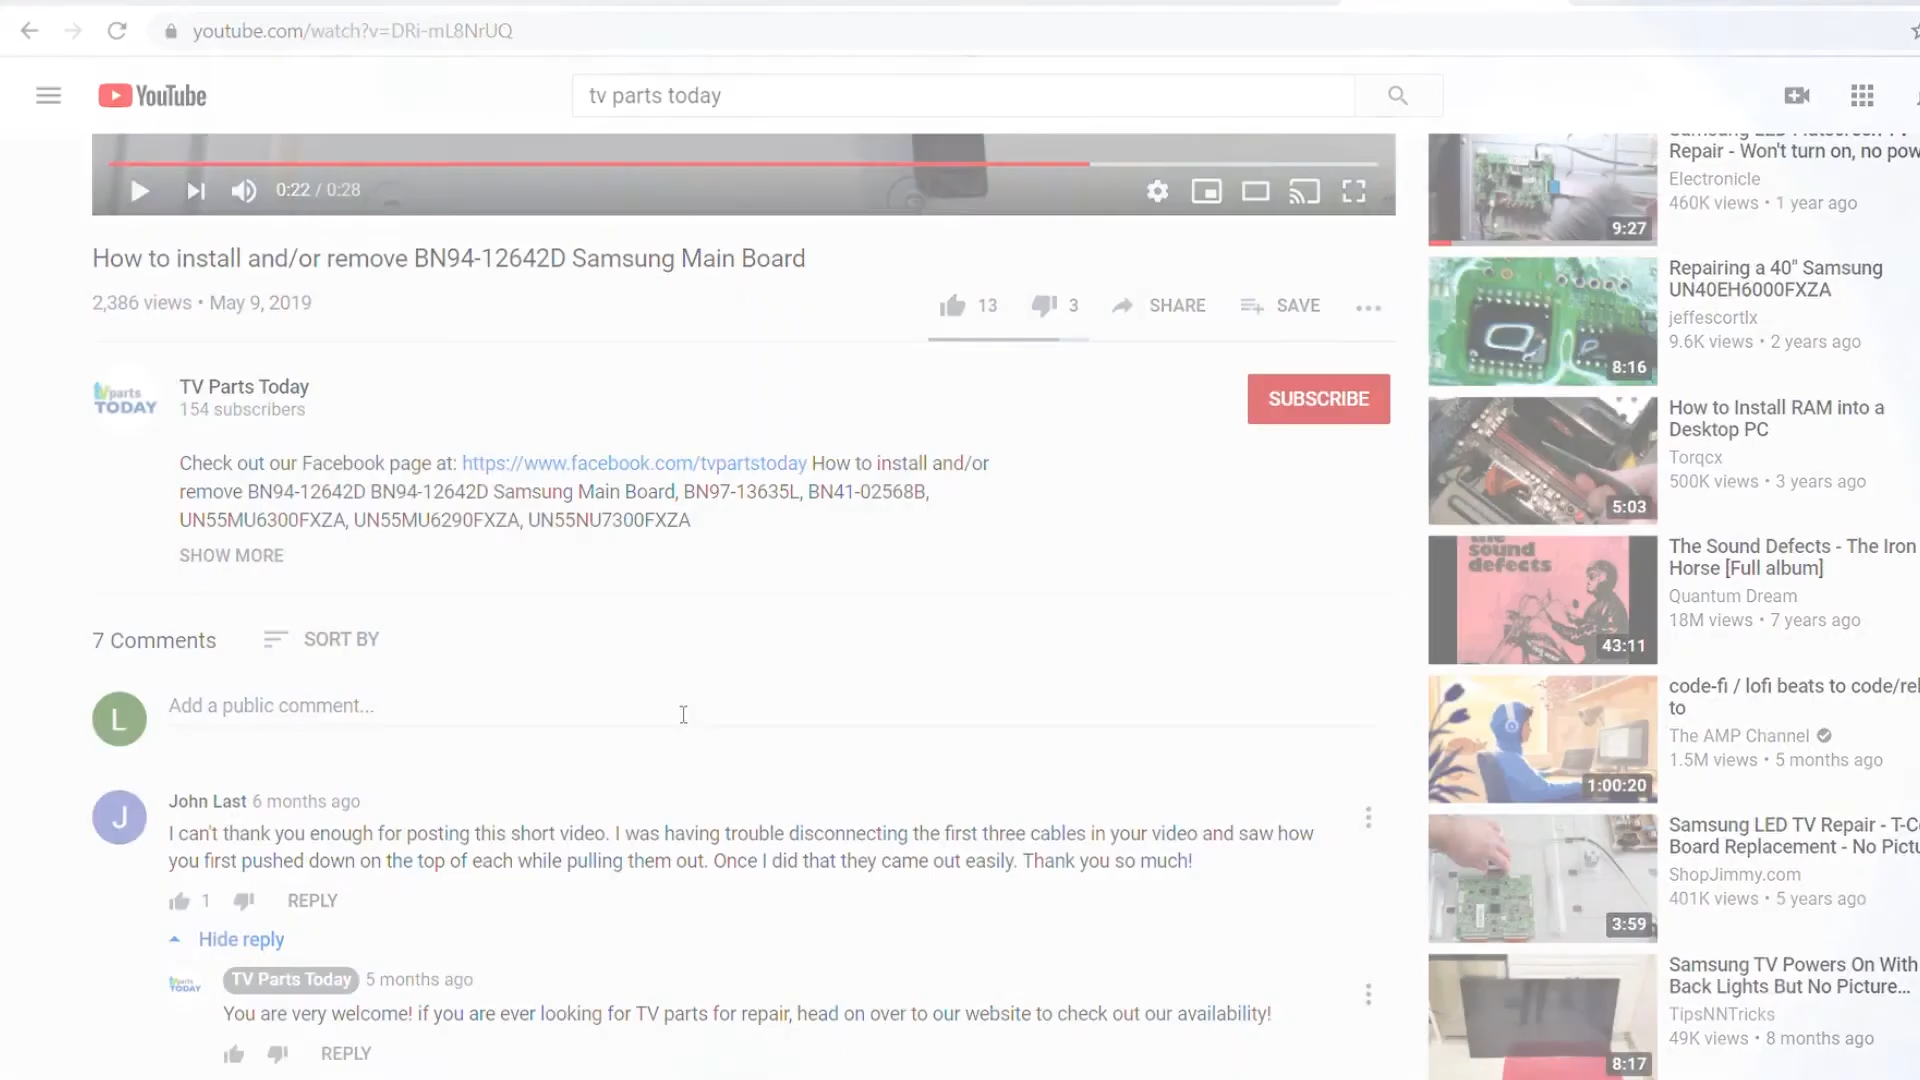 youtube.com/watch?v=DRi-mL8NrUQ
YouTube
tv parts today
0:22 / 0:28
How to install and/or remove BN94-12642D Samsung Main Board
2,386 views • May 9, 2019
13
3
SHARE
SAVE
TV parts TODAY
TV Parts Today
154 subscribers
SUBSCRIBE
Check out our Facebook page at: https://www.facebook.com/tvpartstoday How to install and/or
remove BN94-12642D BN94-12642D Samsung Main Board, BN97-13635L, BN41-02568B,
UN55MU6300FXZA, UN55MU6290FXZA, UN55NU7300FXZA
SHOW MORE
7 Comments
SORT BY
L
Add a public comment...
J
John Last 6 months ago
I can't thank you enough for posting this short video. I was having trouble disconnecting the first three cables in your video and saw how
you first pushed down on the top of each while pulling them out. Once I did that they came out easily. Thank you so much!
1
REPLY
Hide reply
TV Parts Today 5 months ago
You are very welcome! if you are ever looking for TV parts for repair, head on over to our website to check out our availability!
REPLY
Repair - Won't turn on, no pow
Electronicle
460K views • 1 year ago
9:27
Repairing a 40" Samsung
UN40EH6000FXZA
jeffescortlx
9.6K views • 2 years ago
8:16
How to Install RAM into a
Desktop PC
Torqcx
500K views • 3 years ago
5:03
sound
defects
The Sound Defects - The Iron
Horse [Full album]
Quantum Dream
18M views • 7 years ago
43:11
code-fi / lofi beats to code/rel
to
The AMP Channel
1.5M views • 5 months ago
1:00:20
Samsung LED TV Repair - T-C
Board Replacement - No Pictu
ShopJimmy.com
401K views • 5 years ago
3:59
Samsung TV Powers On With
Back Lights But No Picture...
TipsNNTricks
49K views • 8 months ago
8:17